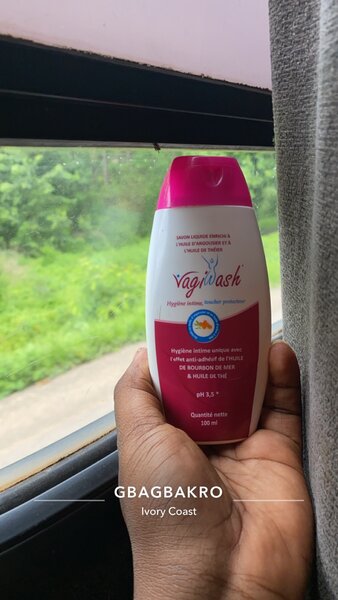 SAVON LIQUIDE ENRICHI À
L'HUILE D'ARGOUSIER ET À
L'HUILE DE THÉIER
VagiWash
Hygiène intime, toucher protecteur
Hygiène intime unique avec
l'effet anti-adhésif de l'HUILE
DE BOURBON DE MER
& HUILE DE THÉ
pH 3,5 *
Quantité nette
100 ml
GBAGBAKRO
Ivory Coast